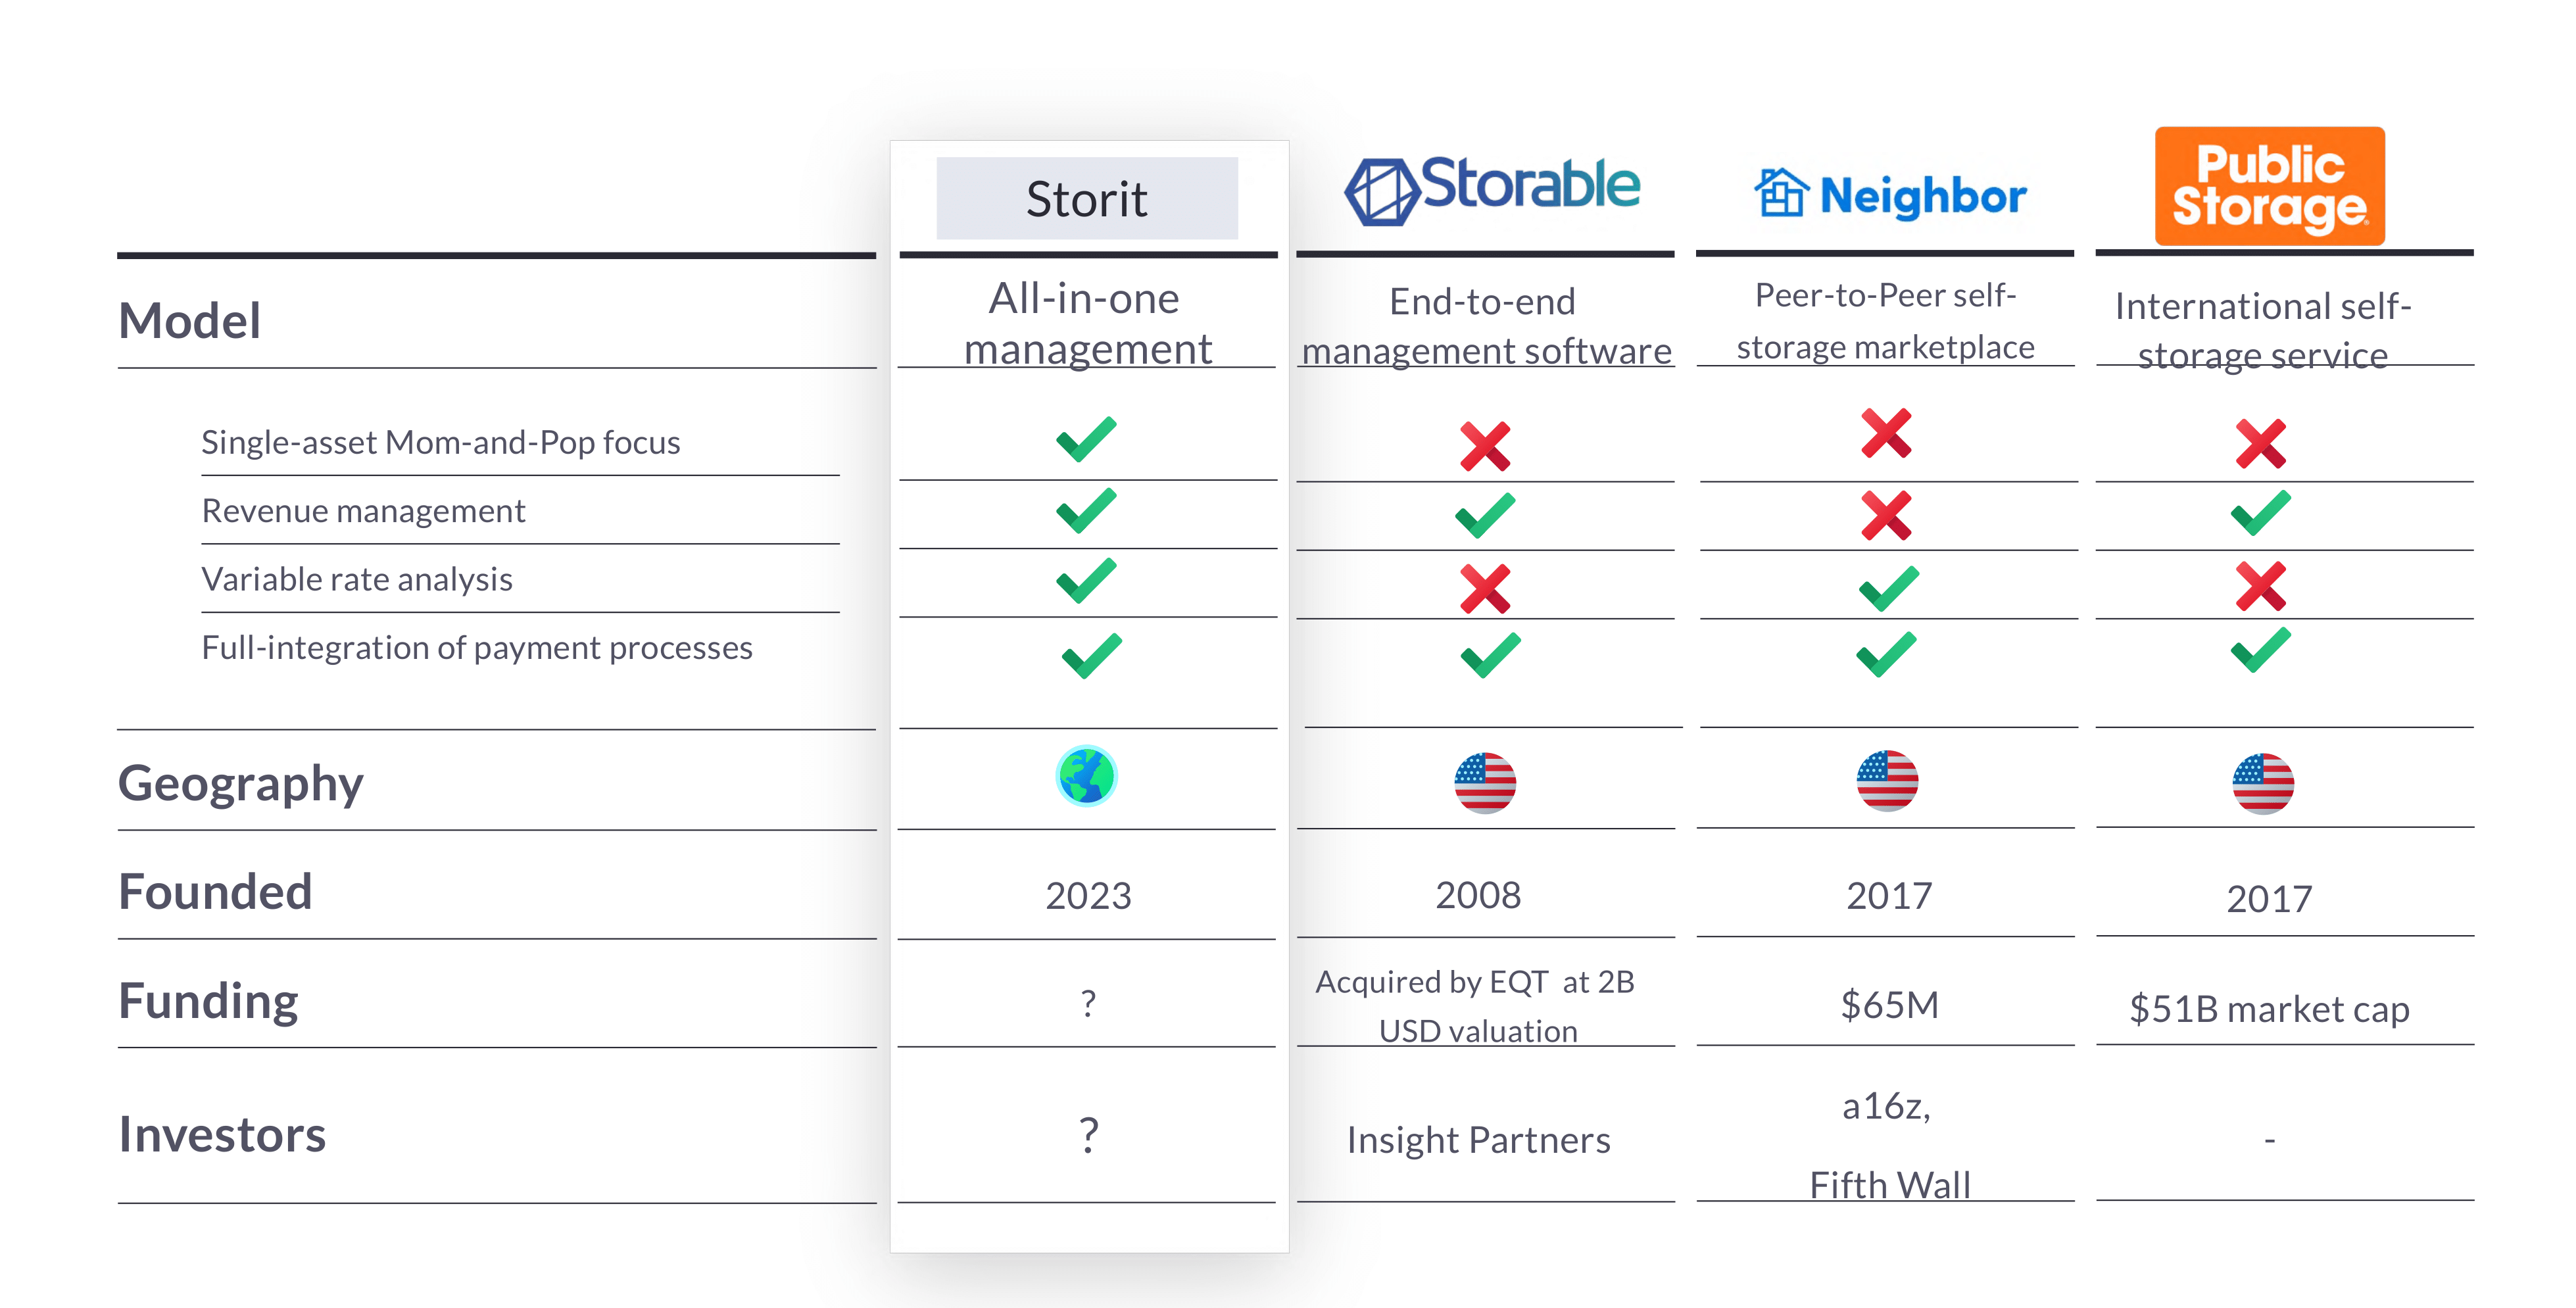 Storit
Storable
Neighbor
Public
Storage
Model
All-in-one
management
End-to-end
management software
Peer-to-Peer self-
storage marketplace
International self-
storage service
Single-asset Mom-and-Pop focus
Revenue management
Variable rate analysis
Full-integration of payment processes
Geography
Founded
2023
2008
2017
2017
Funding
?
Acquired by EQT at 2B
USD valuation
$65M
$51B market cap
Investors
?
Insight Partners
a16z,
Fifth Wall
-